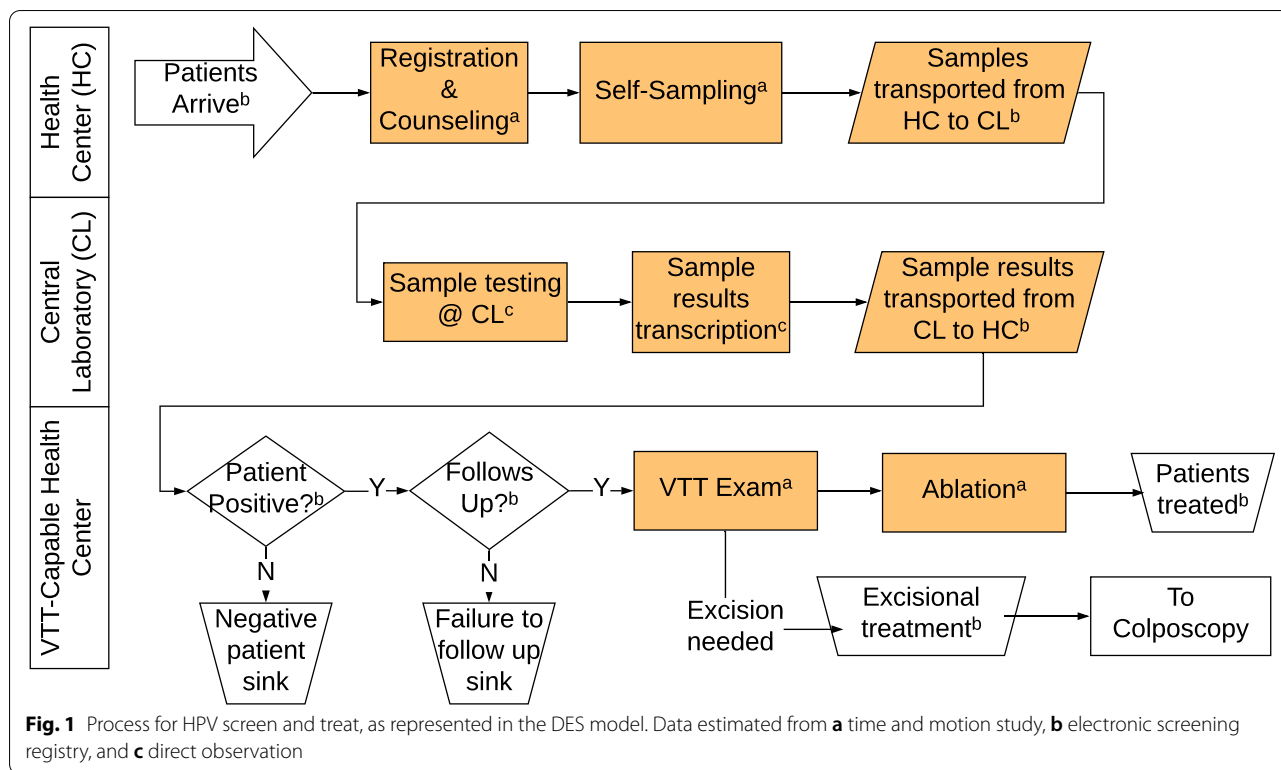 Health
Center (HC)
Patients
Arriveᵇ
Registration
&
Counselingᵃ
Self-Samplingᵃ
Samples
transported from
HC to CLᵇ
Central
Laboratory (CL)
Sample testing
@ CLᶜ
Sample
results
transcriptionᶜ
Sample results
transported from
CL to HCᵇ
VTT-Capable Health
Center
Patient
Positive?ᵇ
Y
Follows
Up?ᵇ
Y
VTT Examᵃ
Ablationᵃ
Patients
treatedᵇ
N
N
Negative
patient
sink
Failure to
follow up
sink
Excision
needed
Excisional
treatmentᵇ
To
Colposcopy
Fig. 1 Process for HPV screen and treat, as represented in the DES model. Data estimated from a time and motion study, b electronic screening
registry, and c direct observation